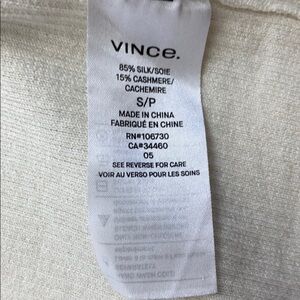 VINCE.
85% SILK/SOIE
15% CASHMERE/
CACHEMIRE
S/P
MADE IN CHINA
FABRIQUÉ EN CHINE
RN#106730
CA#34460
05
SEE REVERSE FOR CARE
VOIR AU VERSO POUR LES SOINS